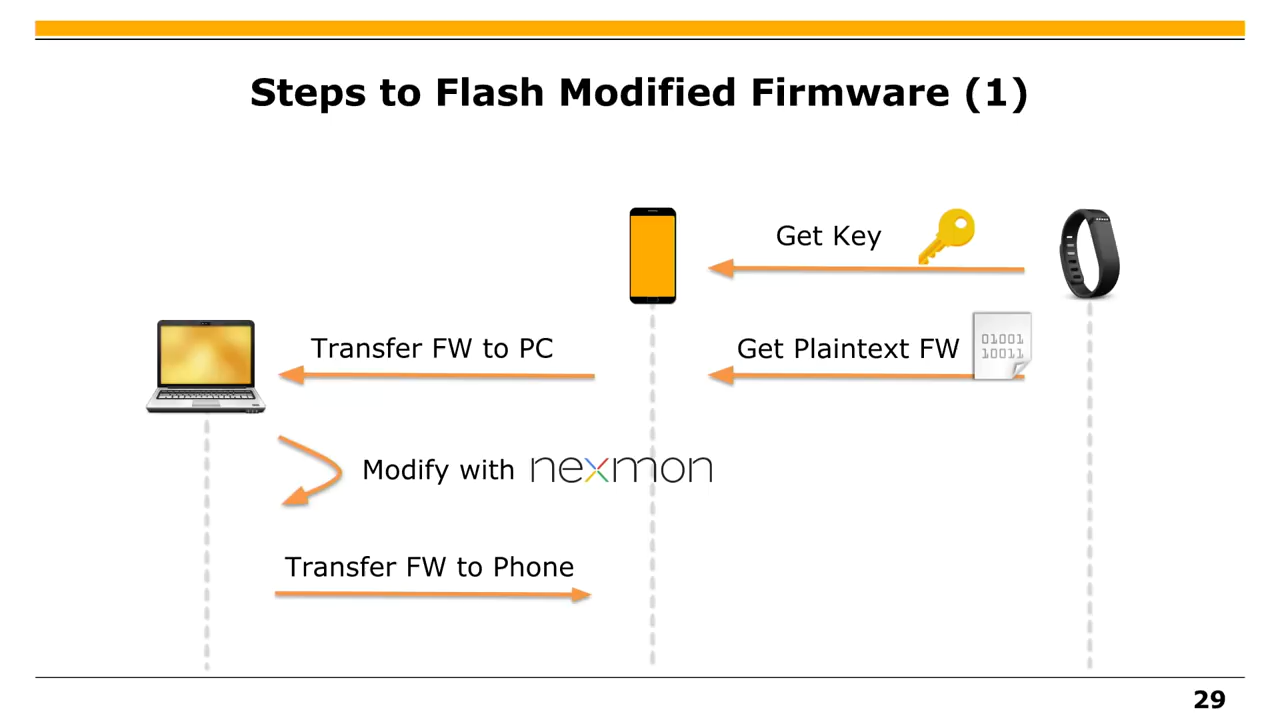 Steps to Flash Modified Firmware (1)
Get Key
Transfer FW to PC
Get Plaintext FW
01001
10011
Modify with nexmon
Transfer FW to Phone
29